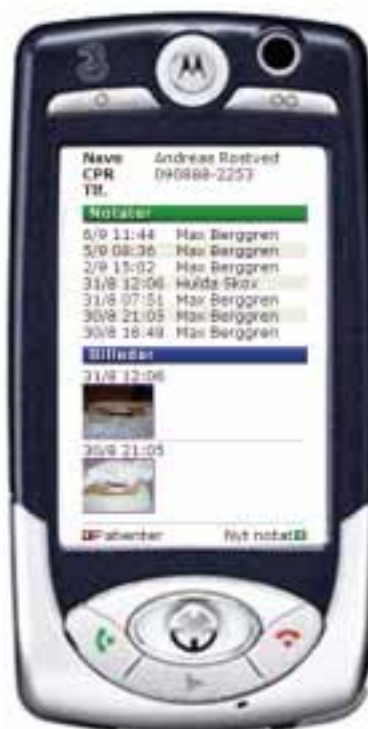 3
Navn Andreas Rostved
CPR 090888-2253
Tlf.
Notater
6/9 11:44 Max Berggren
5/9 08:36 Max Berggren
2/9 15:02 Max Berggren
31/8 12:06 Hulda Skov
31/8 07:51 Max Berggren
30/8 21:05 Max Berggren
30/8 16:49 Max Berggren
Billeder
31/8 12:06
30/8 21:05
Patienter Nyt notat